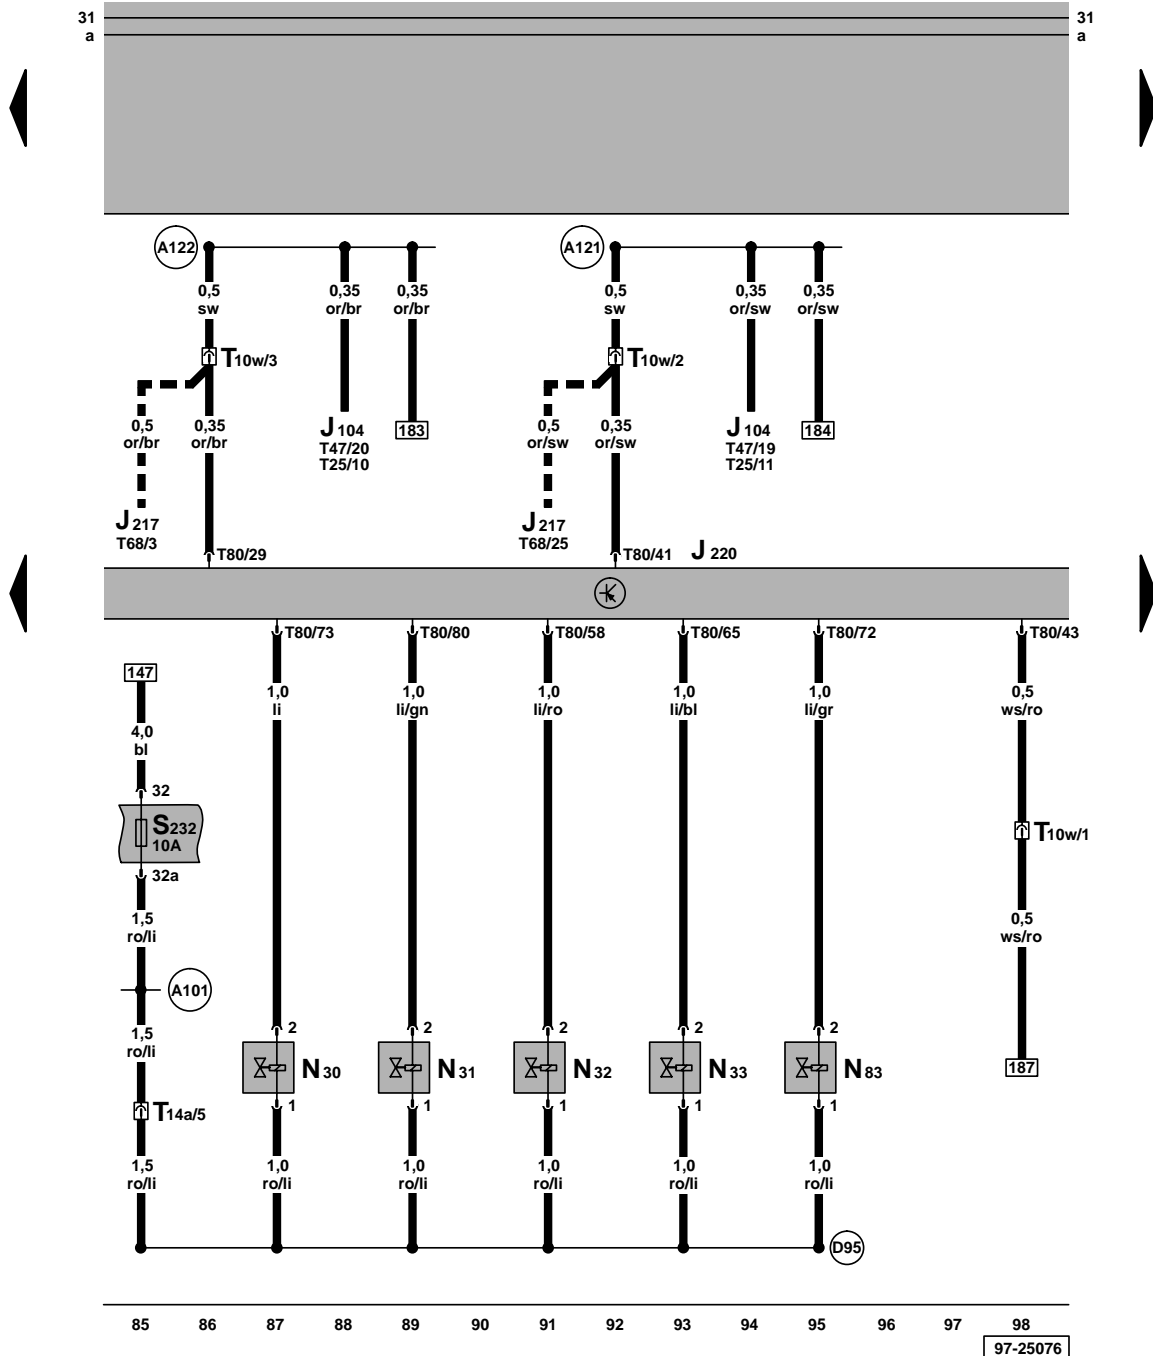 31 31
a a
A122 A121
0,5 0,35 0,35 0,5 0,35 0,35
sw or/br or/br sw or/sw or/sw
T10w/3 T10w/2
0,5 0,35 J104 183 0,5 0,35 J104 184
or/br or/br T47/20 or/sw or/sw T47/19
T25/10 T25/11
J217 J217
T68/3 T68/25
T80/29 T80/41 J220
T80/73 T80/80 T80/58 T80/65 T80/72 T80/43
147
1,0 1,0 1,0 1,0 1,0 0,5
li li/gn li/ro li/bl li/gr ws/ro
4,0
bl
32
S232
10A T10w/1
32a
1,5 0,5
ro/li ws/ro
A101
1,5 2 2 2 2 2
ro/li
N30 N31 N32 N33 N83 187
T14a/5 1 1 1 1 1
1,5 1,0 1,0 1,0 1,0 1,0
ro/li ro/li ro/li ro/li ro/li ro/li
D95
85 86 87 88 89 90 91 92 93 94 95 96 97 98
97-25076